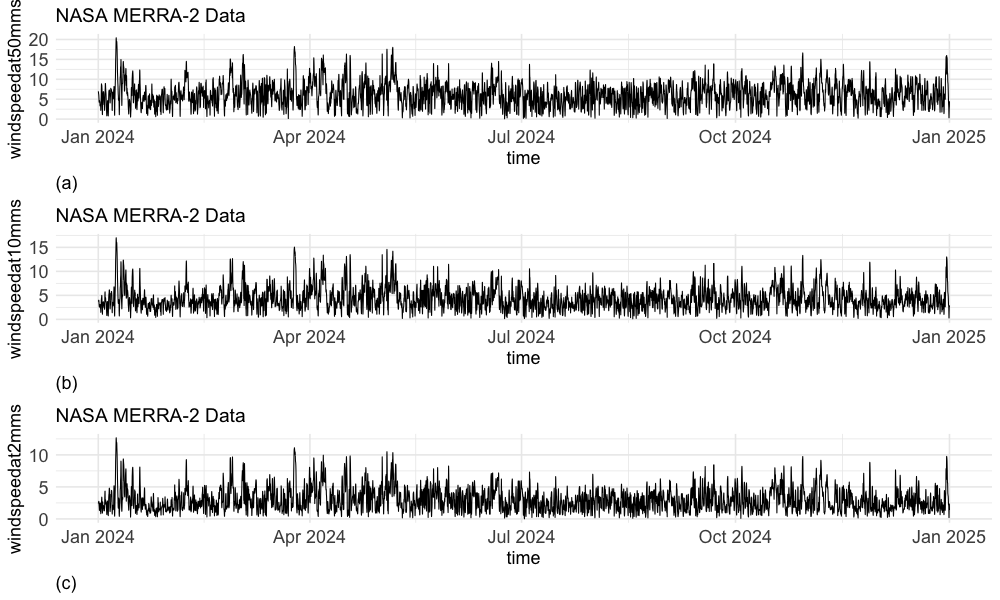 NASA MERRA-2 Data
windspeedat50mms
20
15
10
5
0
Jan 2024 Apr 2024 Jul 2024 Oct 2024 Jan 2025
time
(a)
NASA MERRA-2 Data
windspeedat10mms
15
10
5
0
Jan 2024 Apr 2024 Jul 2024 Oct 2024 Jan 2025
time
(b)
NASA MERRA-2 Data
windspeedat2mms
10
5
0
Jan 2024 Apr 2024 Jul 2024 Oct 2024 Jan 2025
time
(c)